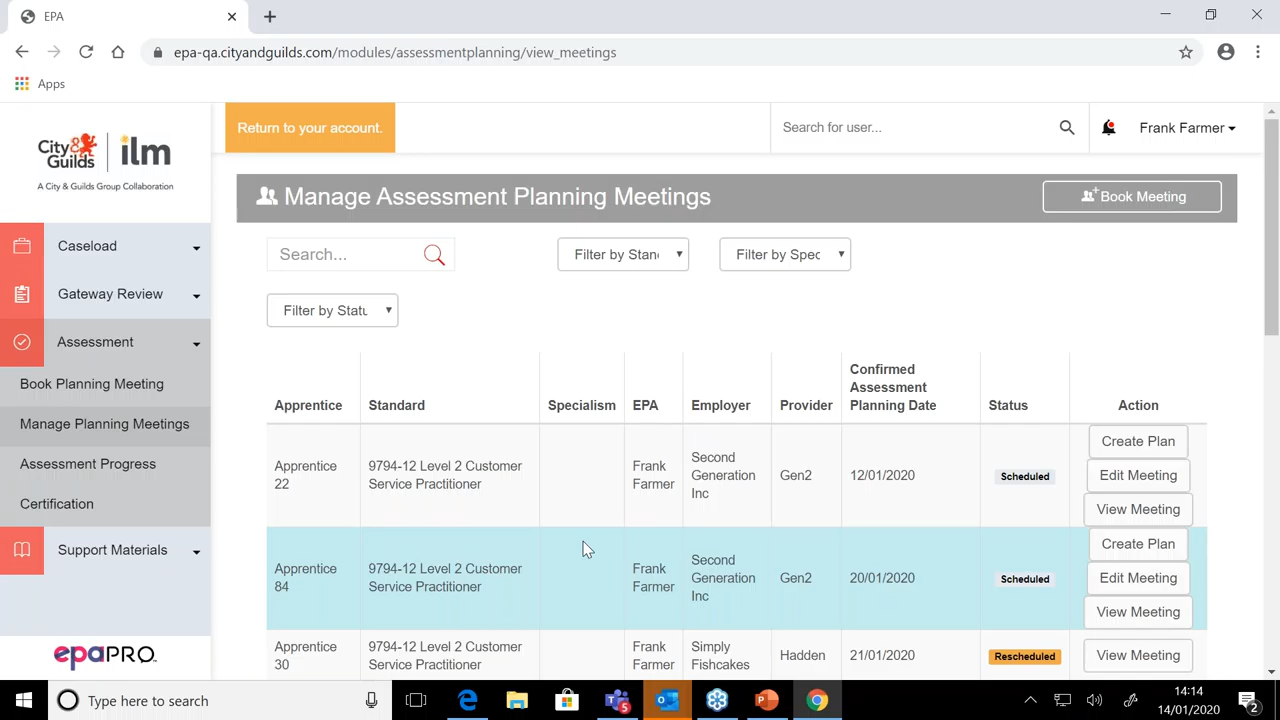 EPA
epa-qa.cityandguilds.com/modules/assessmentplanning/view_meetings
Apps
City& Guilds
ilm
A City & Guilds Group Collaboration
Return to your account.
Search for user...
Frank Farmer
Manage Assessment Planning Meetings
Book Meeting
Caseload
Gateway Review
Assessment
Book Planning Meeting
Manage Planning Meetings
Assessment Progress
Certification
Support Materials
epaPRO
Search...
Filter by Stan
Filter by Spec
Filter by Statu
Apprentice
Standard
Specialism
EPA
Employer
Provider
Confirmed
Assessment
Planning Date
Status
Action
Apprentice
22
9794-12 Level 2 Customer
Service Practitioner
Frank
Farmer
Second
Generation
Inc
Gen2
12/01/2020
Scheduled
Create Plan
Edit Meeting
View Meeting
Apprentice
84
9794-12 Level 2 Customer
Service Practitioner
Frank
Farmer
Second
Generation
Inc
Gen2
20/01/2020
Scheduled
Create Plan
Edit Meeting
View Meeting
Apprentice
30
9794-12 Level 2 Customer
Service Practitioner
Frank
Farmer
Simply
Fishcakes
Hadden
21/01/2020
Rescheduled
View Meeting
Type here to search
5
14:14
14/01/2020
2